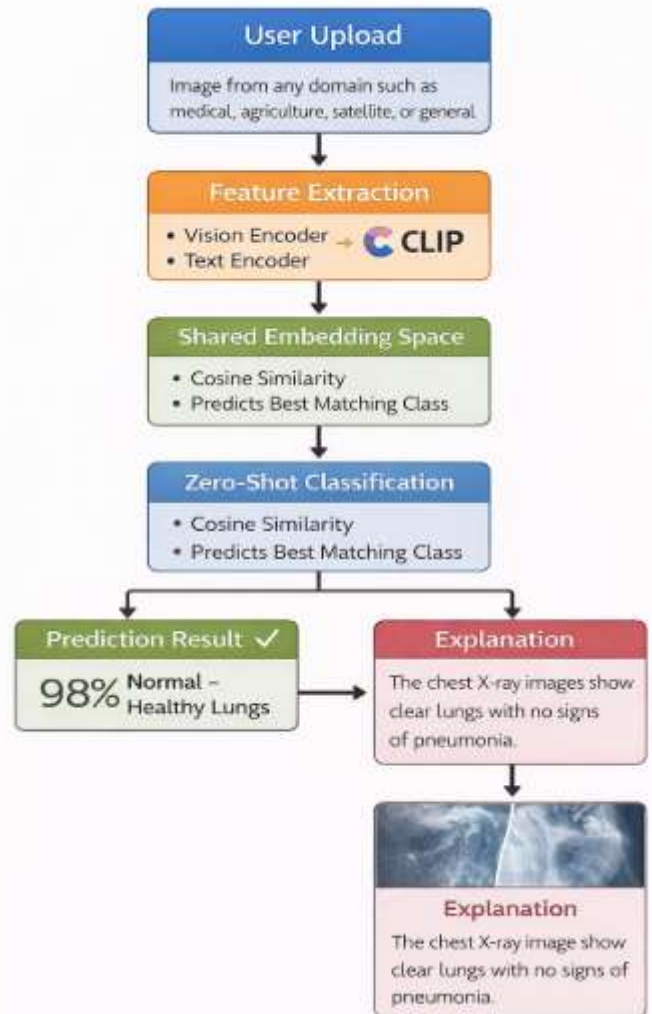 User Upload
Image from any domain such as
medical, agriculture, satellite, or general
Feature Extraction
• Vision Encoder → CLIP
• Text Encoder
Shared Embedding Space
• Cosine Similarity
• Predicts Best Matching Class
Zero-Shot Classification
• Cosine Similarity
• Predicts Best Matching Class
Prediction Result ✓
98% Normal –
Healthy Lungs
Explanation
The chest X-ray images show
clear lungs with no signs
of pneumonia.
Explanation
The chest X-ray image show
clear lungs with no signs of
pneumonia.